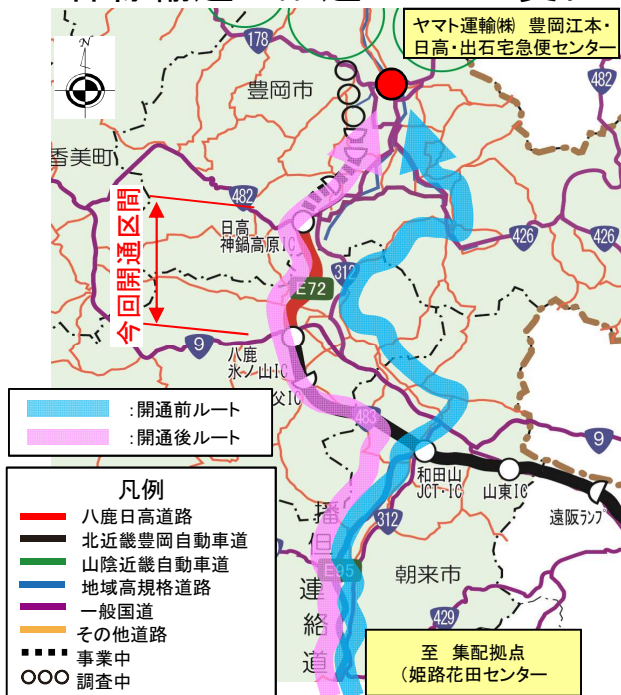 ヤマト運輸㈱ 豊岡江本・
日高・出石宅急便センター
N
178
豊岡市
482
香美町
482
今回開通区間
日高
神鍋高原IC
426
426
312
E72
9
八鹿
氷ノ山IC
父IC
:開通前ルート
:開通後ルート
483
9
和田山
JCT・IC
山東IC
遠阪ランプ
312
播但連絡道
E95
朝来市
429
凡例
八鹿日高道路
北近畿豊岡自動車道
山陰近畿自動車道
地域高規格道路
一般国道
その他道路
事業中
調査中
至 集配拠点
(姫路花田センター